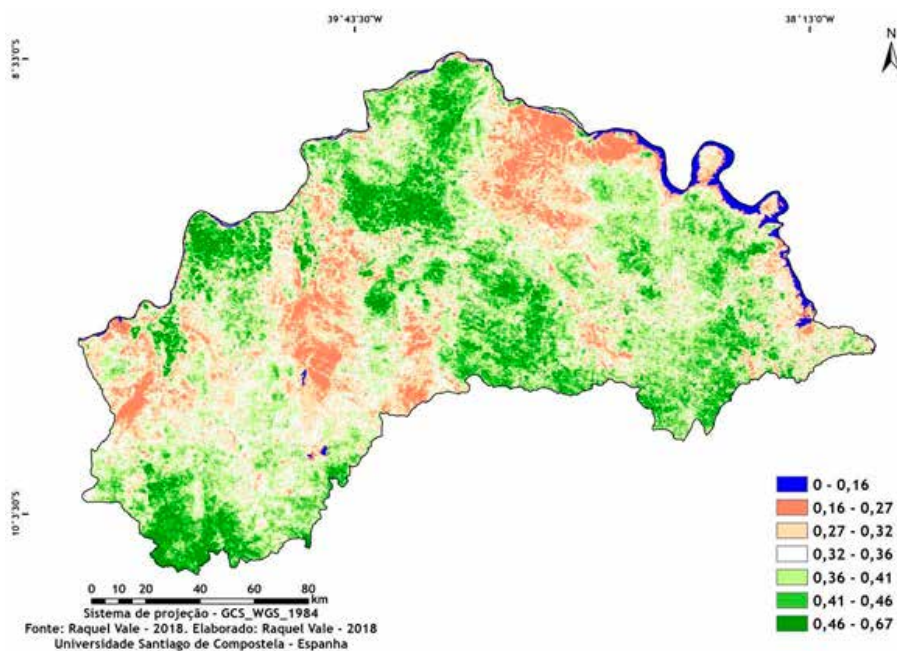 39°43'30"W
38°13'0"W
8°33'0"S
N
10°3'30"S
0 - 0,16
0,16 - 0,27
0,27 - 0,32
0,32 - 0,36
0,36 - 0,41
0,41 - 0,46
0,46 - 0,67
0 10 20 40 60 80
km
Sistema de projeção - GCS_WGS_1984
Fonte: Raquel Vale - 2018. Elaborado: Raquel Vale - 2018
Universidade Santiago de Compostela - Espanha